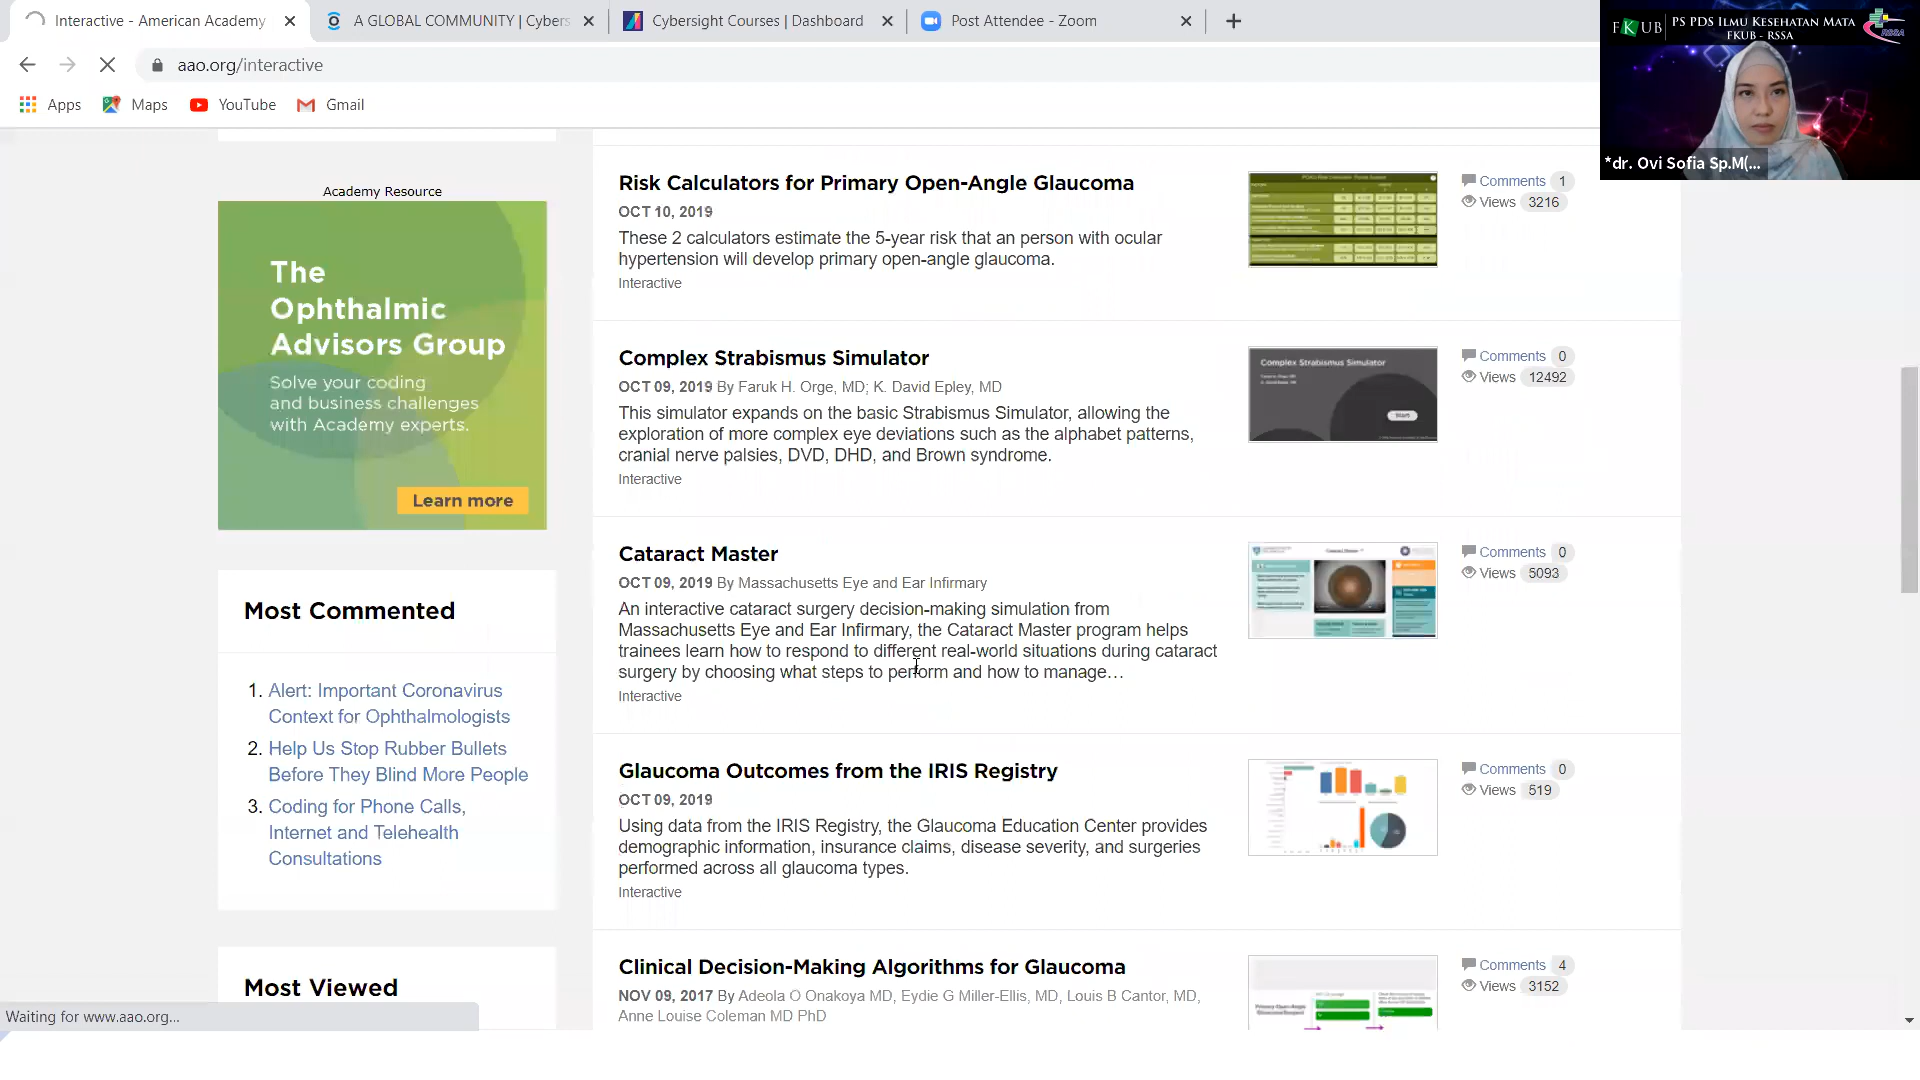 Interactive - American Academy
A GLOBAL COMMUNITY | Cybers
Cybersight Courses | Dashboard
Post Attendee - Zoom
aao.org/interactive
Apps
Maps
YouTube
Gmail
FKUB
PS PDS Ilmu Kesehatan Mata
FKUB - RSSA
RSSA
*dr. Ovi Sofia Sp.M(...
Academy Resource
The
Ophthalmic
Advisors Group
Solve your coding
and business challenges
with Academy experts.
Learn more
Most Commented
1. Alert: Important Coronavirus
Context for Ophthalmologists
2. Help Us Stop Rubber Bullets
Before They Blind More People
3. Coding for Phone Calls,
Internet and Telehealth
Consultations
Most Viewed
Risk Calculators for Primary Open-Angle Glaucoma
OCT 10, 2019
These 2 calculators estimate the 5-year risk that an person with ocular
hypertension will develop primary open-angle glaucoma.
Interactive
Comments 1
Views 3216
Complex Strabismus Simulator
OCT 09, 2019 By Faruk H. Orge, MD; K. David Epley, MD
This simulator expands on the basic Strabismus Simulator, allowing the
exploration of more complex eye deviations such as the alphabet patterns,
cranial nerve palsies, DVD, DHD, and Brown syndrome.
Interactive
Complex Strabismus Simulator
Start
Comments 0
Views 12492
Cataract Master
OCT 09, 2019 By Massachusetts Eye and Ear Infirmary
An interactive cataract surgery decision-making simulation from
Massachusetts Eye and Ear Infirmary, the Cataract Master program helps
trainees learn how to respond to different real-world situations during cataract
surgery by choosing what steps to perform and how to manage…
Interactive
Comments 0
Views 5093
Glaucoma Outcomes from the IRIS Registry
OCT 09, 2019
Using data from the IRIS Registry, the Glaucoma Education Center provides
demographic information, insurance claims, disease severity, and surgeries
performed across all glaucoma types.
Interactive
Comments 0
Views 519
Clinical Decision-Making Algorithms for Glaucoma
NOV 09, 2017 By Adeola O Onakoya MD, Eydie G Miller-Ellis, MD, Louis B Cantor, MD,
Anne Louise Coleman MD PhD
Comments 4
Views 3152
Waiting for www.aao.org...